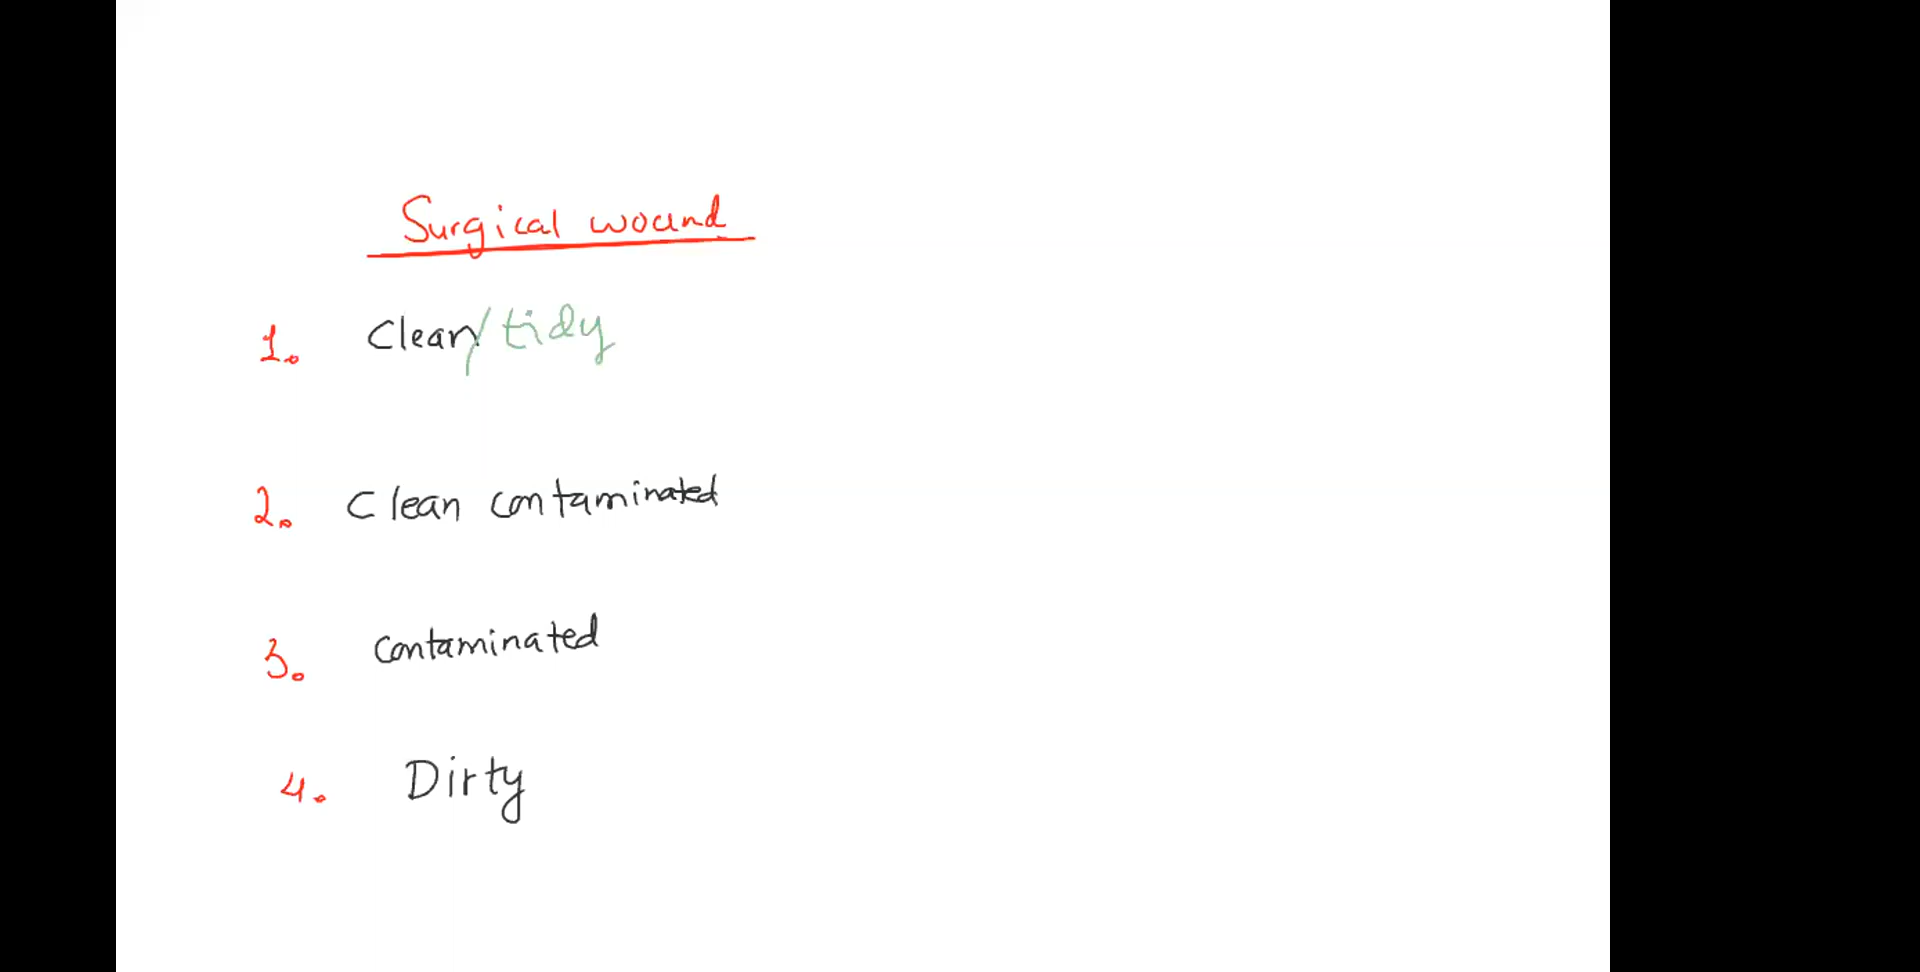 Surgical wound
1. Clean/tidy
2. Clean contaminated
3. contaminated
4. Dirty